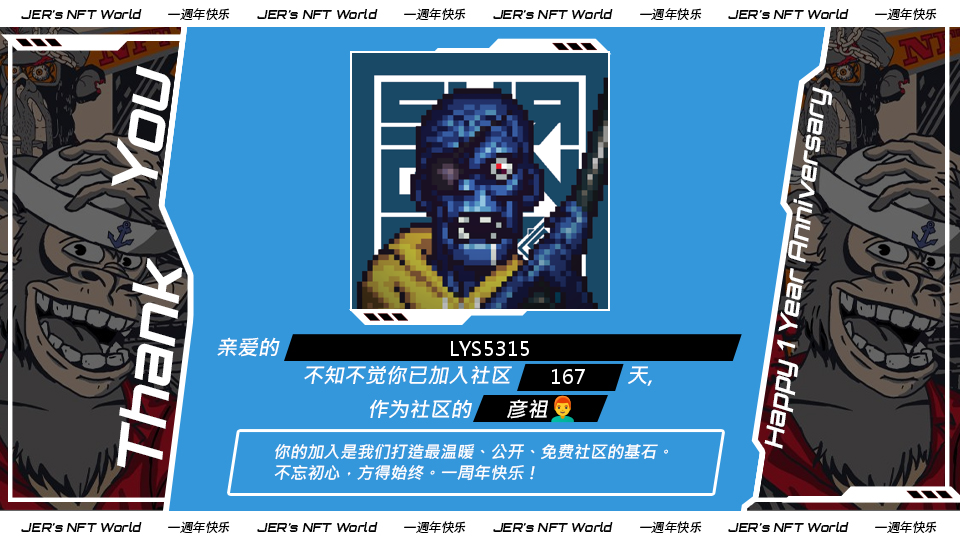 JER's NFT World 一週年快乐 JER's NFT World 一週年快乐 JER's NFT World 一週年快乐 JER's NFT World 一週年快乐
Thank You
亲爱的 LYS5315
不知不觉你已加入社区 167 天,
作为社区的 彦祖👨‍🦰
你的加入是我们打造最温暖、公开、免费社区的基石。
不忘初心，方得始终。一周年快乐！
Happy 1 Year Anniversary
JER's NFT World 一週年快乐 JER's NFT World 一週年快乐 JER's NFT World 一週年快乐 JER's NFT World 一週年快乐